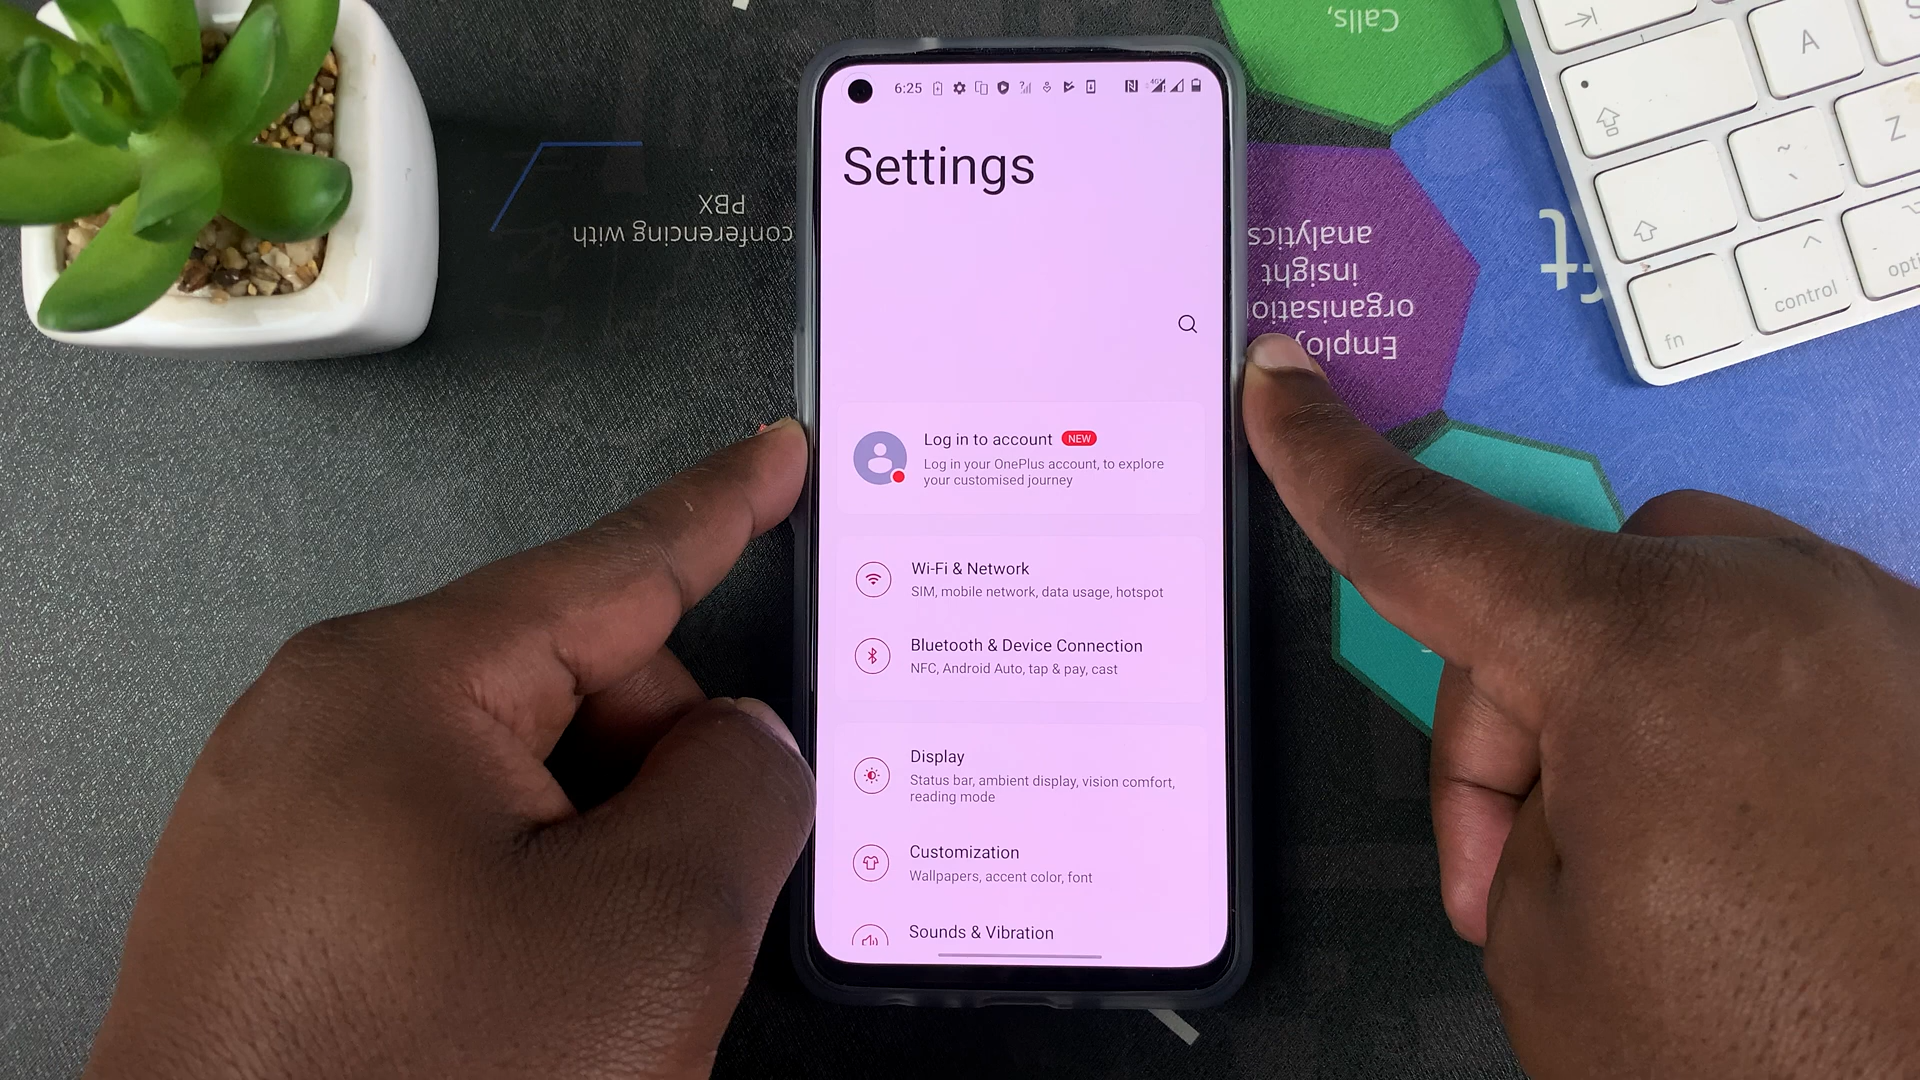 6:25
Settings
Log in to account NEW
Log in your OnePlus account, to explore
your customised journey
Wi-Fi & Network
SIM, mobile network, data usage, hotspot
Bluetooth & Device Connection
NFC, Android Auto, tap & pay, cast
Display
Status bar, ambient display, vision comfort,
reading mode
Customization
Wallpapers, accent color, font
Sounds & Vibration
conferencing with
PBX
Calls,
organisation
insight
analytics
ft
A
Z
fn
control